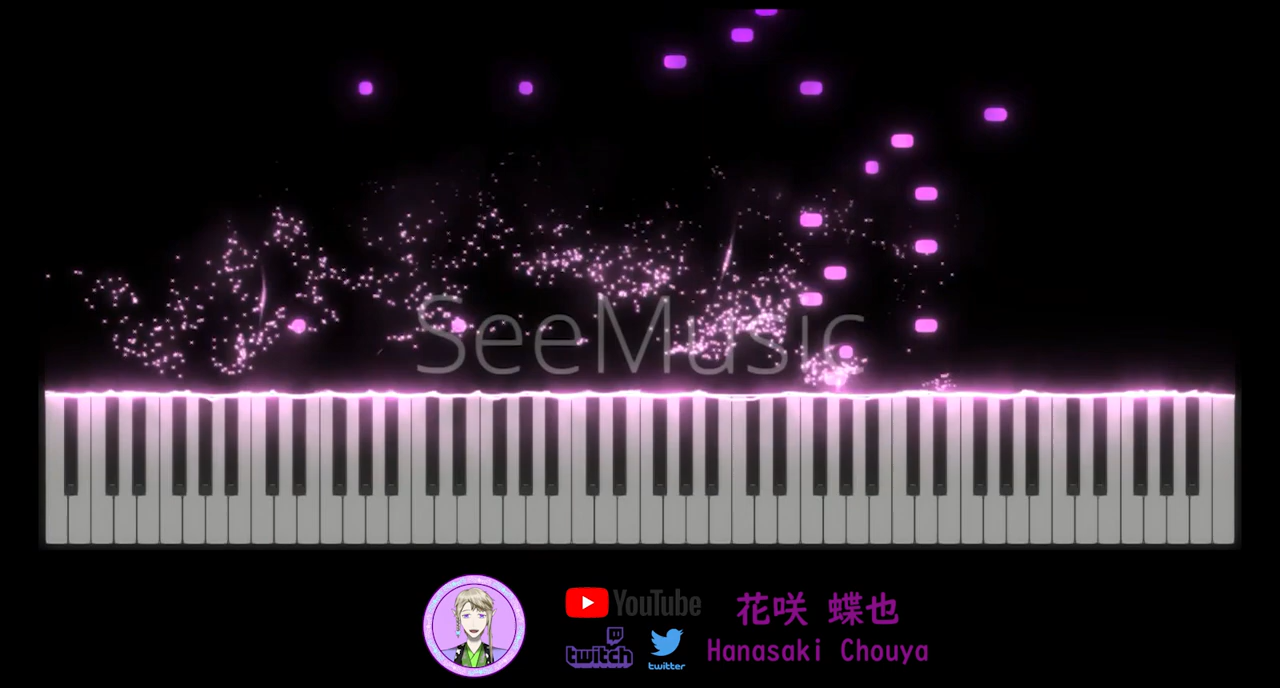 SeeMusic
YouTube
花咲 蝶也
twitch
twitter
Hanasaki Chouya